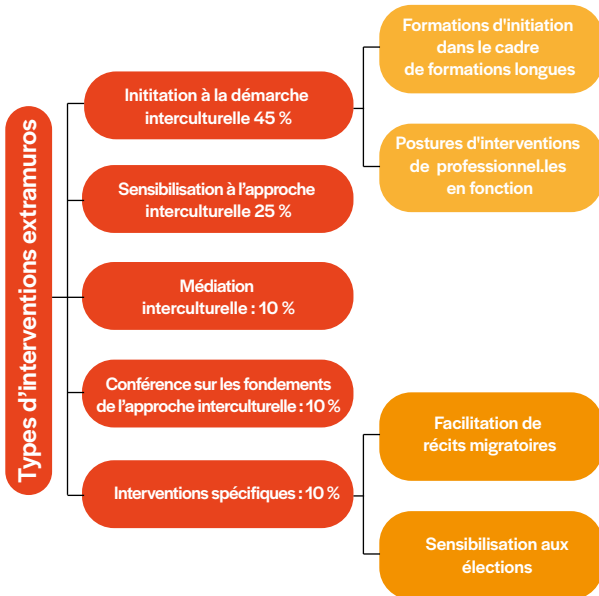 Types d'interventions extramuros
Inititation à la démarche
interculturelle 45 %
Formations d'initiation
dans le cadre
de formations longues
Postures d'interventions
de professionnel.les
en fonction
Sensibilisation à l'approche
interculturelle 25 %
Médiation
interculturelle : 10 %
Conférence sur les fondements
de l'approche interculturelle : 10 %
Interventions spécifiques : 10 %
Facilitation de
récits migratoires
Sensibilisation aux
élections